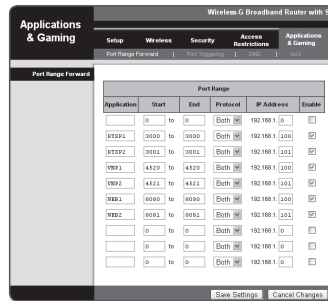 Wireless-G Broadband Router with S
Applications
& Gaming
Setup Wireless Security Access Restrictions Applications & Gaming
Port Range Forward | Port Triggering | DMZ | QoS
Port Range Forward
Port Range
Application Start End Protocol IP Address Enable
0 to 0 Both 192.168.1. 0
RTSP1 3000 to 3000 Both 192.168.1. 100
RTSP2 3001 to 3001 Both 192.168.1. 101
VNP1 4520 to 4520 Both 192.168.1. 100
VNP2 4521 to 4521 Both 192.168.1. 101
WEB1 8080 to 8080 Both 192.168.1. 100
WEB2 8081 to 8081 Both 192.168.1. 101
0 to 0 Both 192.168.1. 0
0 to 0 Both 192.168.1. 0
0 to 0 Both 192.168.1. 0
Save Settings Cancel Changes